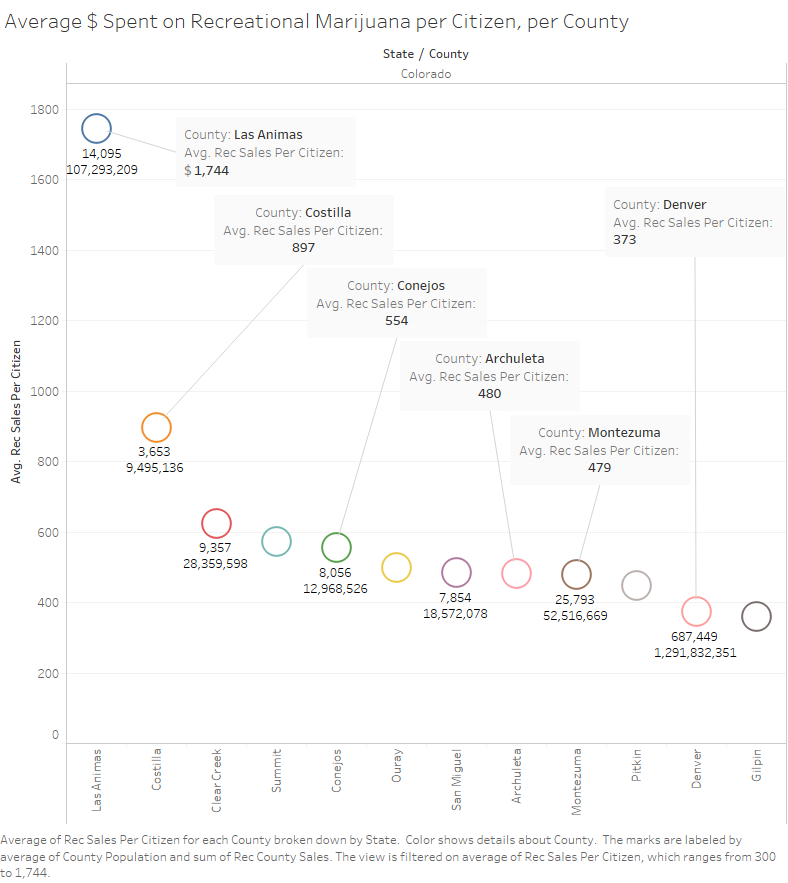 Average $ Spent on Recreational Marijuana per Citizen, per County
State / County
Colorado
Avg. Rec Sales Per Citizen
1800
1600
1400
1200
1000
800
600
400
200
0
14,095
107,293,209
County: Las Animas
Avg. Rec Sales Per Citizen:
$ 1,744
County: Costilla
Avg. Rec Sales Per Citizen:
897
County: Denver
Avg. Rec Sales Per Citizen:
373
County: Conejos
Avg. Rec Sales Per Citizen:
554
County: Archuleta
Avg. Rec Sales Per Citizen:
480
County: Montezuma
Avg. Rec Sales Per Citizen:
479
3,653
9,495,136
9,357
28,359,598
8,056
12,968,526
7,854
18,572,078
25,793
52,516,669
687,449
1,291,832,351
Las Animas
Costilla
Clear Creek
Summit
Conejos
Ouray
San Miguel
Archuleta
Montezuma
Pitkin
Denver
Gilpin
Average of Rec Sales Per Citizen for each County broken down by State.  Color shows details about County.  The marks are labeled by
average of County Population and sum of Rec County Sales. The view is filtered on average of Rec Sales Per Citizen, which ranges from 300
to 1,744.